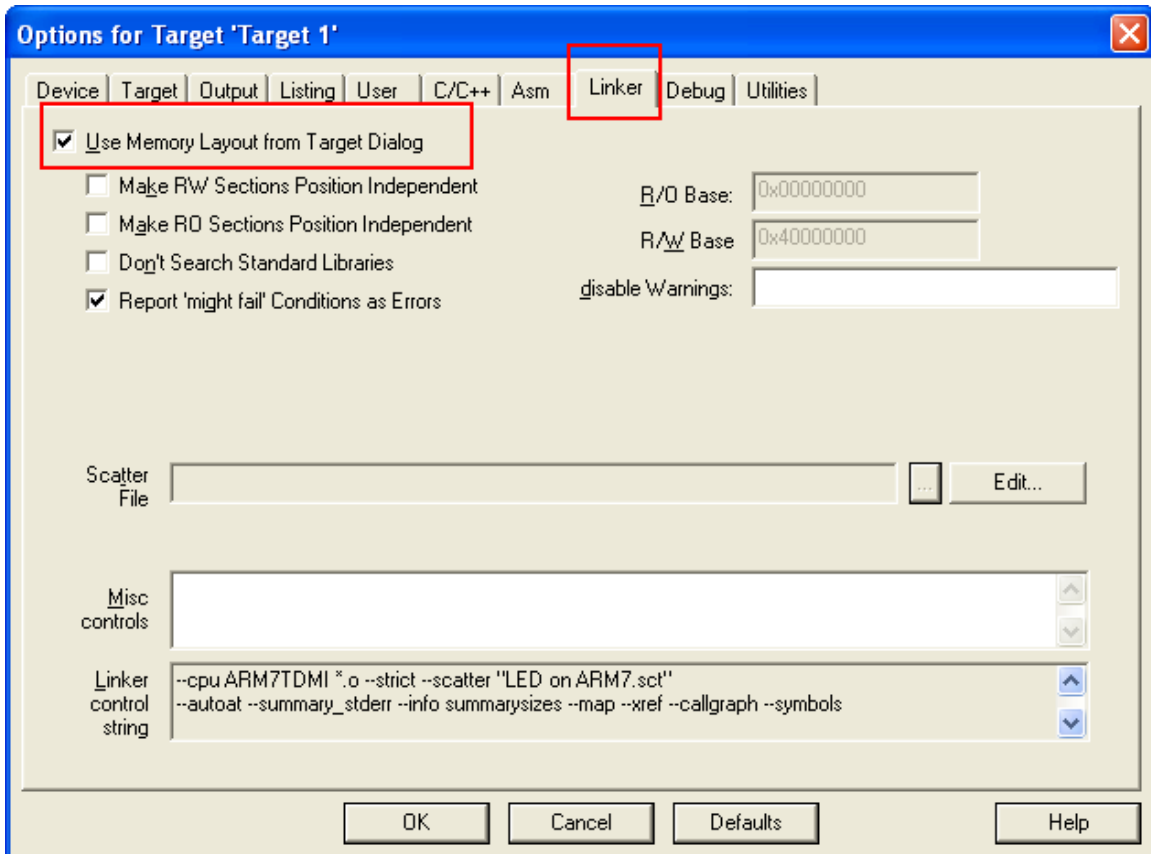 Options for Target 'Target 1'
Device Target Output Listing User C/C++ Asm Linker Debug Utilities
Use Memory Layout from Target Dialog
Make RW Sections Position Independent
Make RO Sections Position Independent
Don't Search Standard Libraries
Report 'might fail' Conditions as Errors
R/O Base: 0x00000000
R/W Base 0x40000000
disable Warnings:
Scatter
File
... Edit...
Misc
controls
Linker
control
string
--cpu ARM7TDMI *.o --strict --scatter "LED on ARM7.sct"
--autoat --summary_stderr --info summarysizes --map --xref --callgraph --symbols
OK Cancel Defaults Help